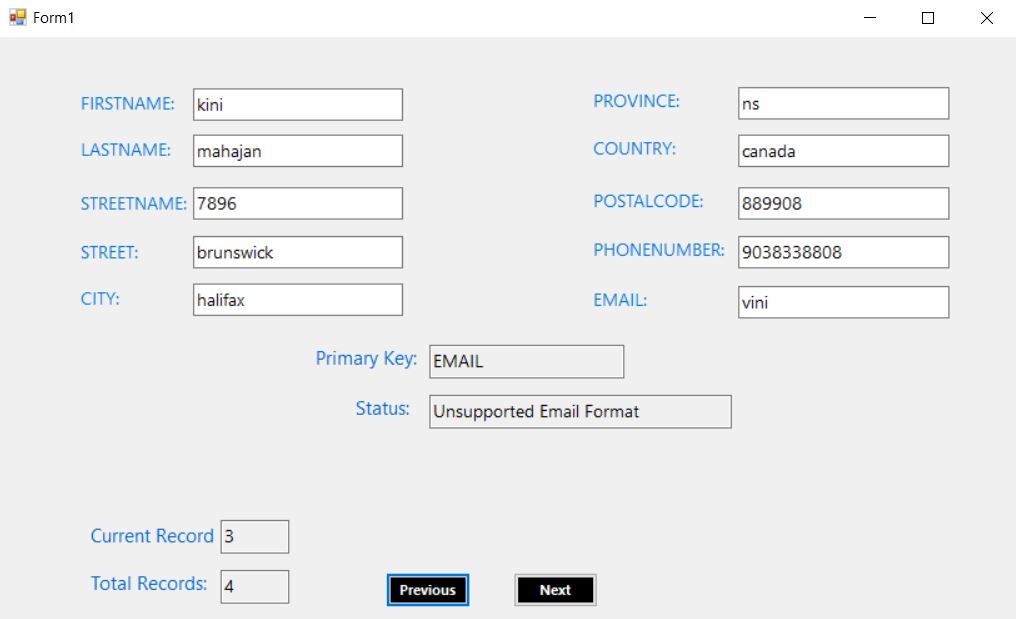 Form1
FIRSTNAME: kini
LASTNAME: mahajan
STREETNAME: 7896
STREET: brunswick
CITY: halifax
PROVINCE: ns
COUNTRY: canada
POSTALCODE: 889908
PHONENUMBER: 9038338808
EMAIL: vini
Primary Key: EMAIL
Status: Unsupported Email Format
Current Record 3
Total Records: 4
Previous Next